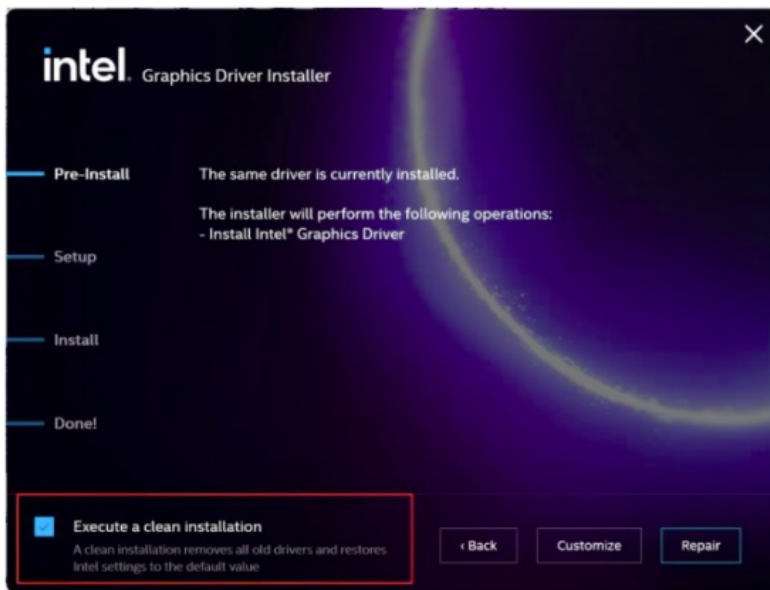 intel. Graphics Driver Installer
Pre-Install
The same driver is currently installed.
The installer will perform the following operations:
- Install Intel® Graphics Driver
Setup
Install
Done!
Execute a clean installation
A clean installation removes all old drivers and restores
Intel settings to the default value
‹ Back
Customize
Repair